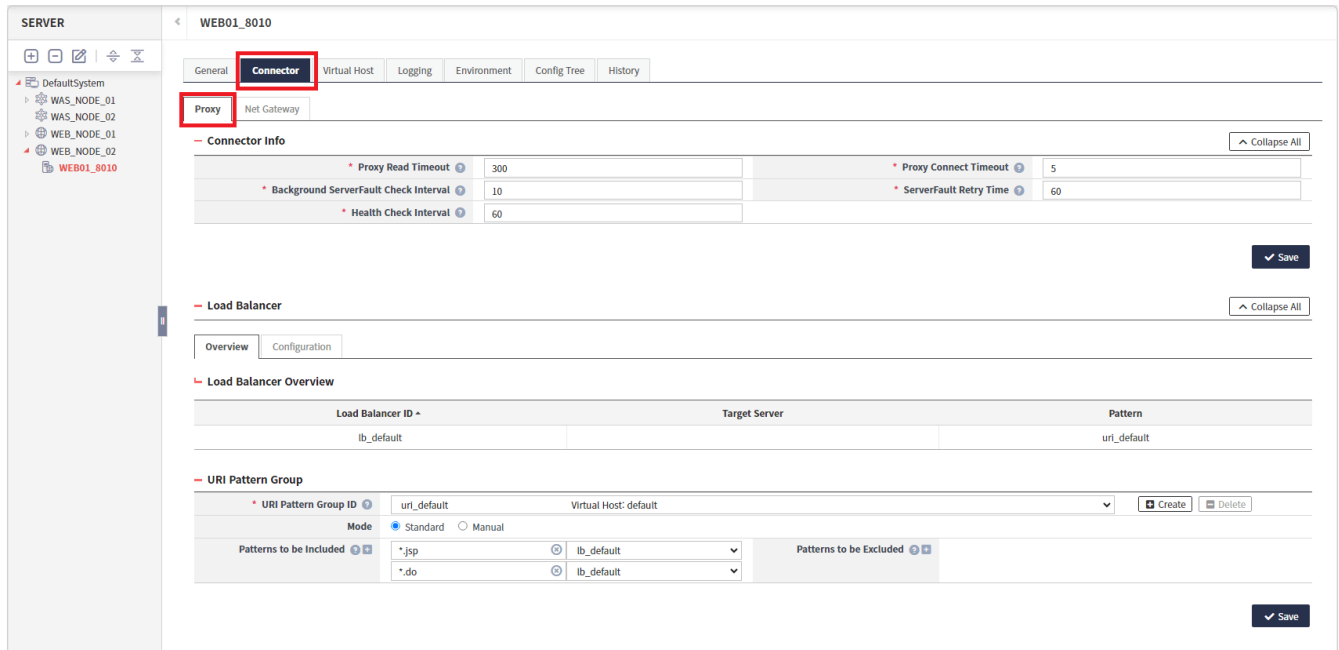 SERVER
WEB01_8010
DefaultSystem
WAS_NODE_01
WAS_NODE_02
WEB_NODE_01
WEB_NODE_02
WEB01_8010
General Connector Virtual Host Logging Environment Config Tree History
Proxy Net Gateway
Connector Info Collapse All
* Proxy Read Timeout 300 * Proxy Connect Timeout 5
* Background ServerFault Check Interval 10 * ServerFault Retry Time 60
* Health Check Interval 60
Save
Load Balancer Collapse All
Overview Configuration
Load Balancer Overview
Load Balancer ID Target Server Pattern
lb_default uri_default
URI Pattern Group
* URI Pattern Group ID uri_default Virtual Host: default Create Delete
Mode Standard Manual
Patterns to be Included *.jsp lb_default Patterns to be Excluded
*.do lb_default
Save